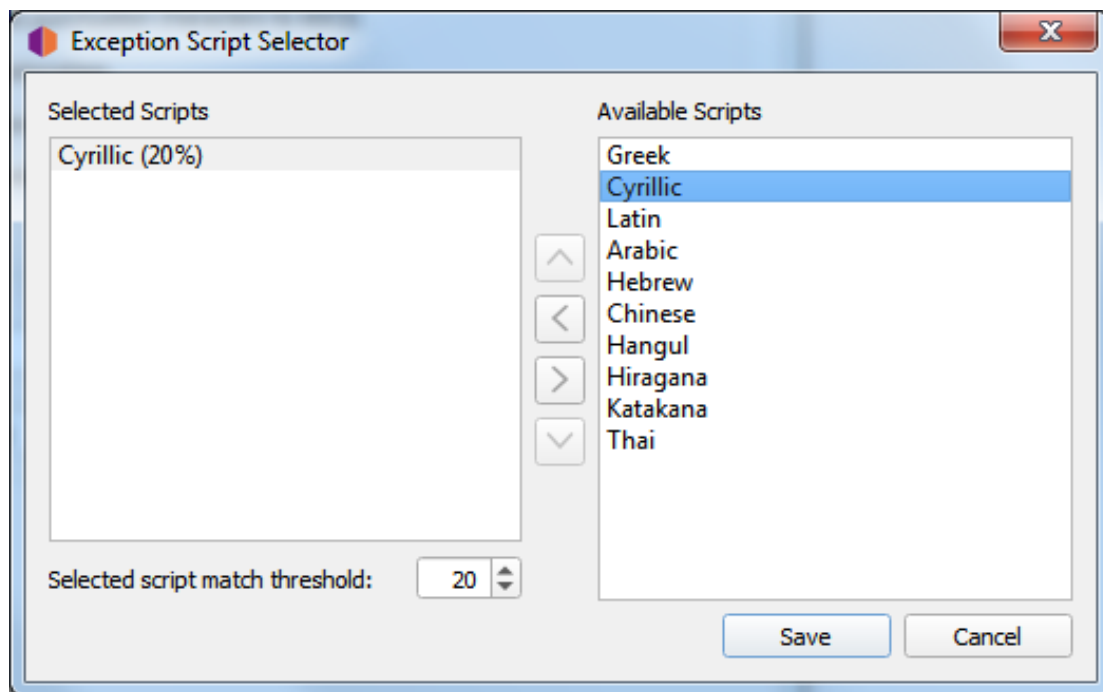 Exception Script Selector
Selected Scripts
Cyrillic (20%)
Selected script match threshold:
20
Available Scripts
Greek
Cyrillic
Latin
Arabic
Hebrew
Chinese
Hangul
Hiragana
Katakana
Thai
Save
Cancel